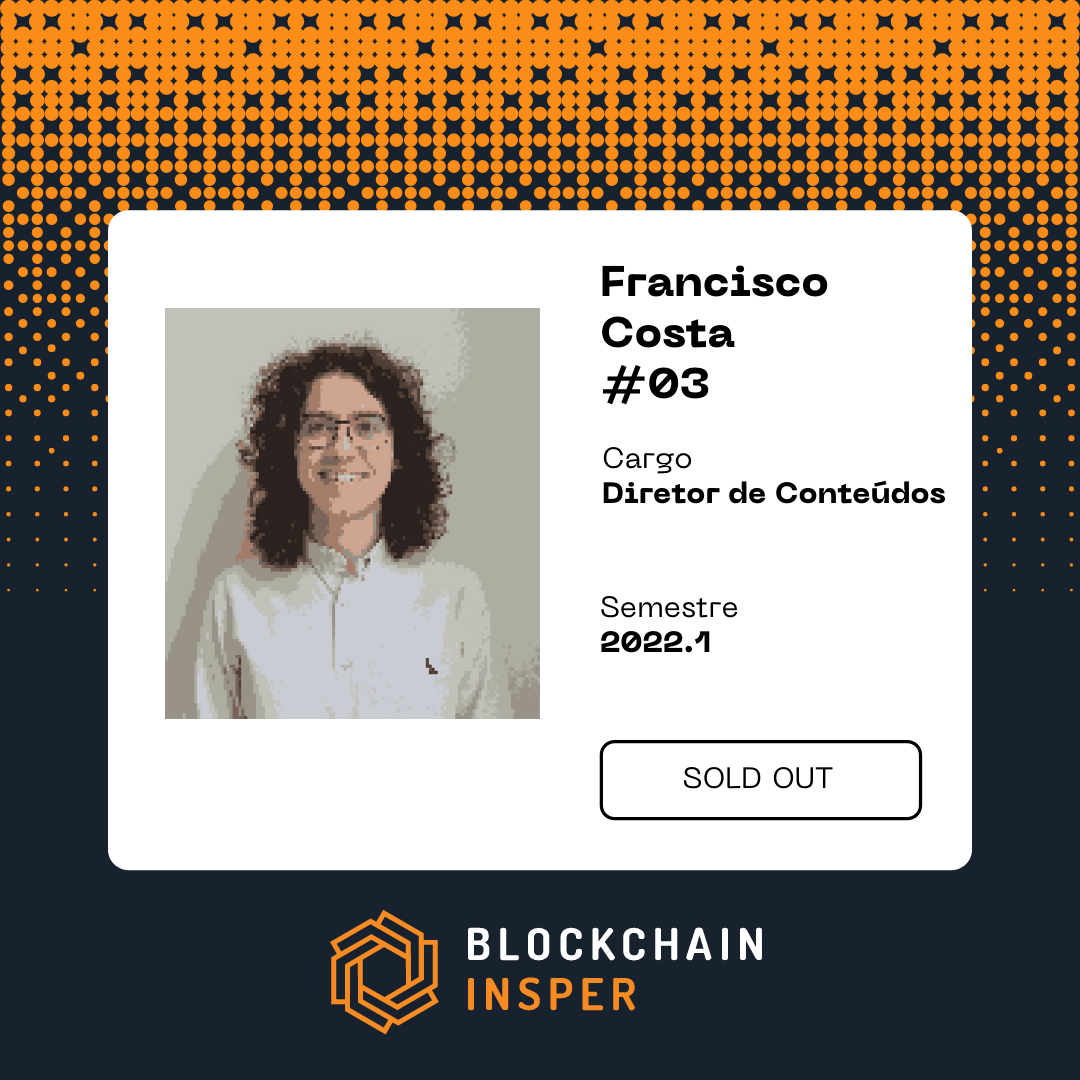 Francisco
Costa
#03
Cargo
Diretor de Conteúdos
Semestre
2022.1
SOLD OUT
BLOCKCHAIN
INSPER